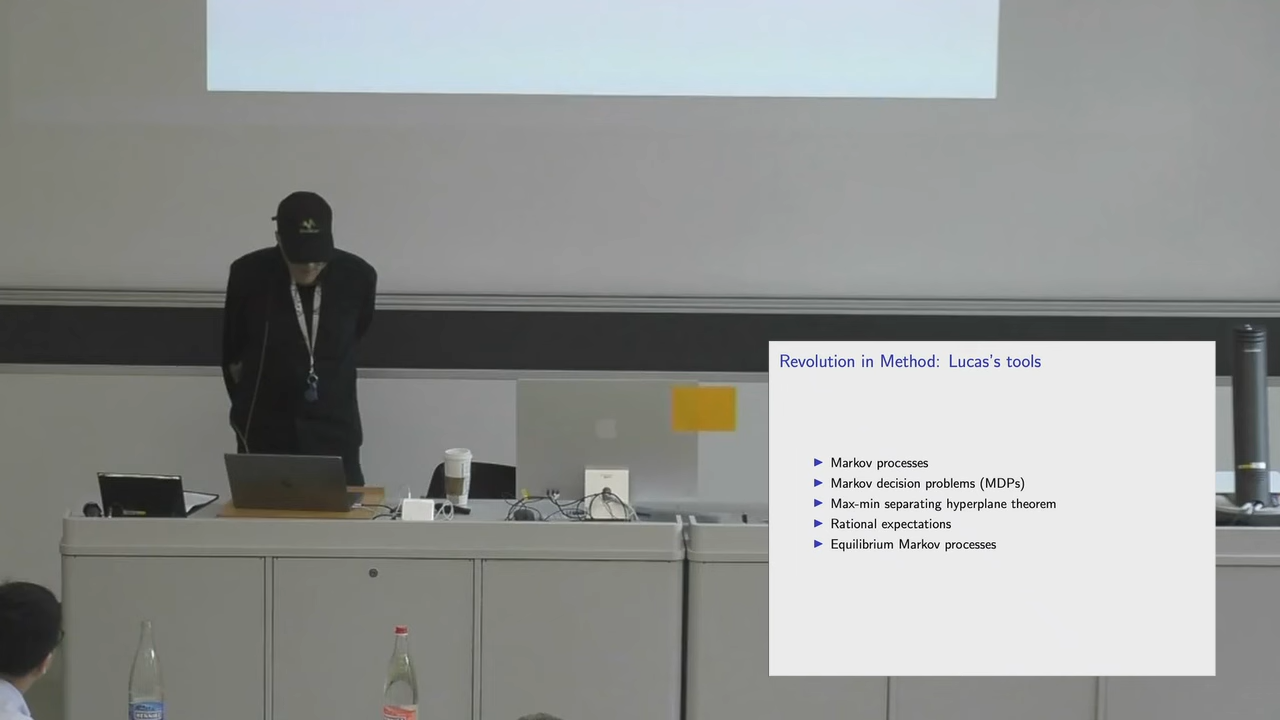 Revolution in Method: Lucas's tools
Markov processes
Markov decision problems (MDPs)
Max-min separating hyperplane theorem
Rational expectations
Equilibrium Markov processes